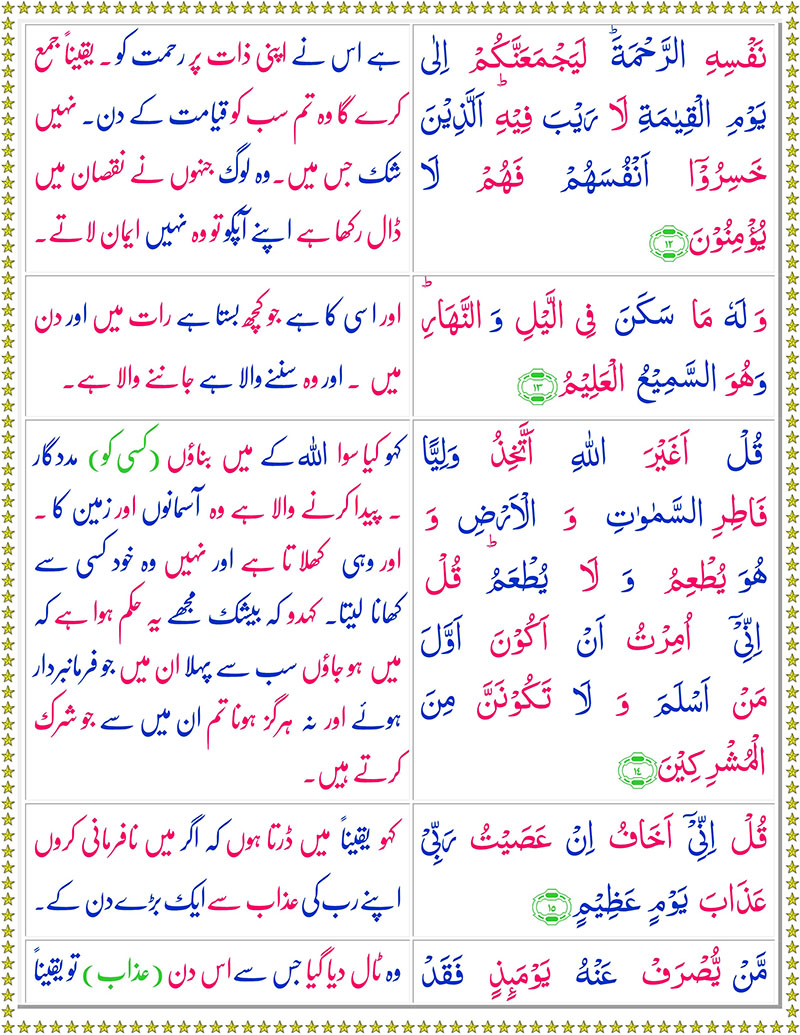 نَفْسِهِ الرَّحْمَةَ ؕ لَيَجْمَعَنَّكُمْ اِلٰى
يَوْمِ الْقِيٰمَةِ لَا رَيْبَ فِيْهِ ؕ اَلَّذِيْنَ
خَسِرُوْۤا اَنْفُسَهُمْ فَهُمْ لَا
يُؤْمِنُوْنَ ﴿۱۲﴾
ہے اس نے اپنی ذات پر رحمت کو۔ یقیناً جمع
کرے گا وہ تم سب کو قیامت کے دن۔ نہیں
شک جس میں۔ وہ لوگ جنہوں نے نقصان میں
ڈال رکھا ہے اپنے آپکو تو وہ نہیں ایمان لاتے۔
وَ لَهٗ مَا سَكَنَ فِى الَّيْلِ وَ النَّهَارِ ؕ
وَهُوَ السَّمِيْعُ الْعَلِيْمُ ﴿۱۳﴾
اور اسی کا ہے جو کچھ بستا ہے رات میں اور دن
میں ۔ اور وہ سننے والا ہے جاننے والا ہے۔
قُلْ اَغَيْرَ اللّٰهِ اَتَّخِذُ وَلِيًّا
فَاطِرِ السَّمٰوٰتِ وَ الْاَرْضِ وَ
هُوَ يُطْعِمُ وَ لَا يُطْعَمُ ؕ قُلْ
اِنِّىْۤ اُمِرْتُ اَنْ اَكُوْنَ اَوَّلَ
مَنْ اَسْلَمَ وَ لَا تَكُوْنَنَّ مِنَ
الْمُشْرِكِيْنَ ﴿۱۴﴾
کہو کیا سوا اللہ کے میں بناؤں (کسی کو) مددگار
۔ پیدا کرنے والا ہے وہ آسمانوں اور زمین کا ۔
اور وہی کھلا تا ہے اور نہیں وہ خود کسی سے
کھانا لیتا۔ کہدو کہ بیشک مجھے یہ حکم ہوا ہے کہ
میں ہو جاؤں سب سے پہلا ان میں جو فرمانبردار
ہوئے اور نہ ہرگز ہونا تم ان میں سے جو شرک
کرتے ہیں۔
قُلْ اِنِّىْۤ اَخَافُ اِنْ عَصَيْتُ رَبِّىْ
عَذَابَ يَوْمٍ عَظِيْمٍ ﴿۱۵﴾
کہو یقیناً میں ڈرتا ہوں کہ اگر میں نافرمانی کروں
اپنے رب کی عذاب سے ایک بڑے دن کے۔
مَّنْ يُّصْرَفْ عَنْهُ يَوْمَئِذٍ فَقَدْ
وہ ٹال دیا گیا جس سے اس دن (عذاب) تو یقیناً